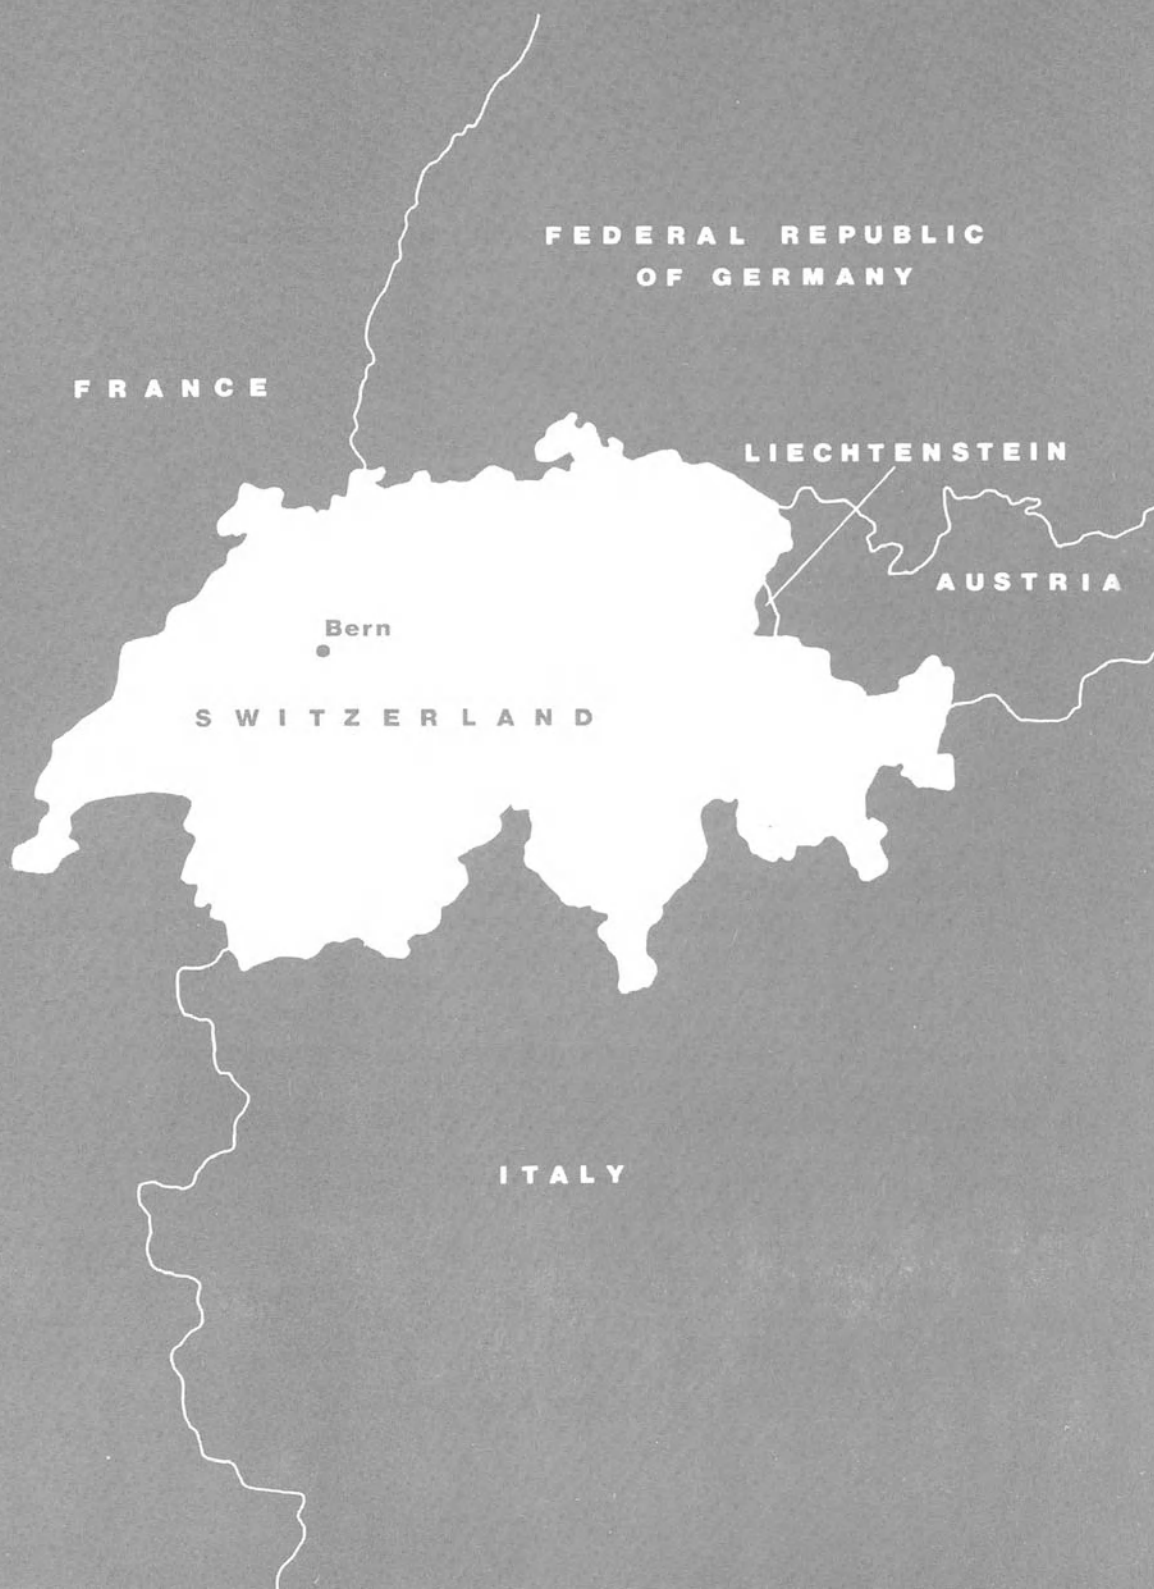 FEDERAL REPUBLIC
OF GERMANY
FRANCE
LIECHTENSTEIN
AUSTRIA
Bern
SWITZERLAND
ITALY